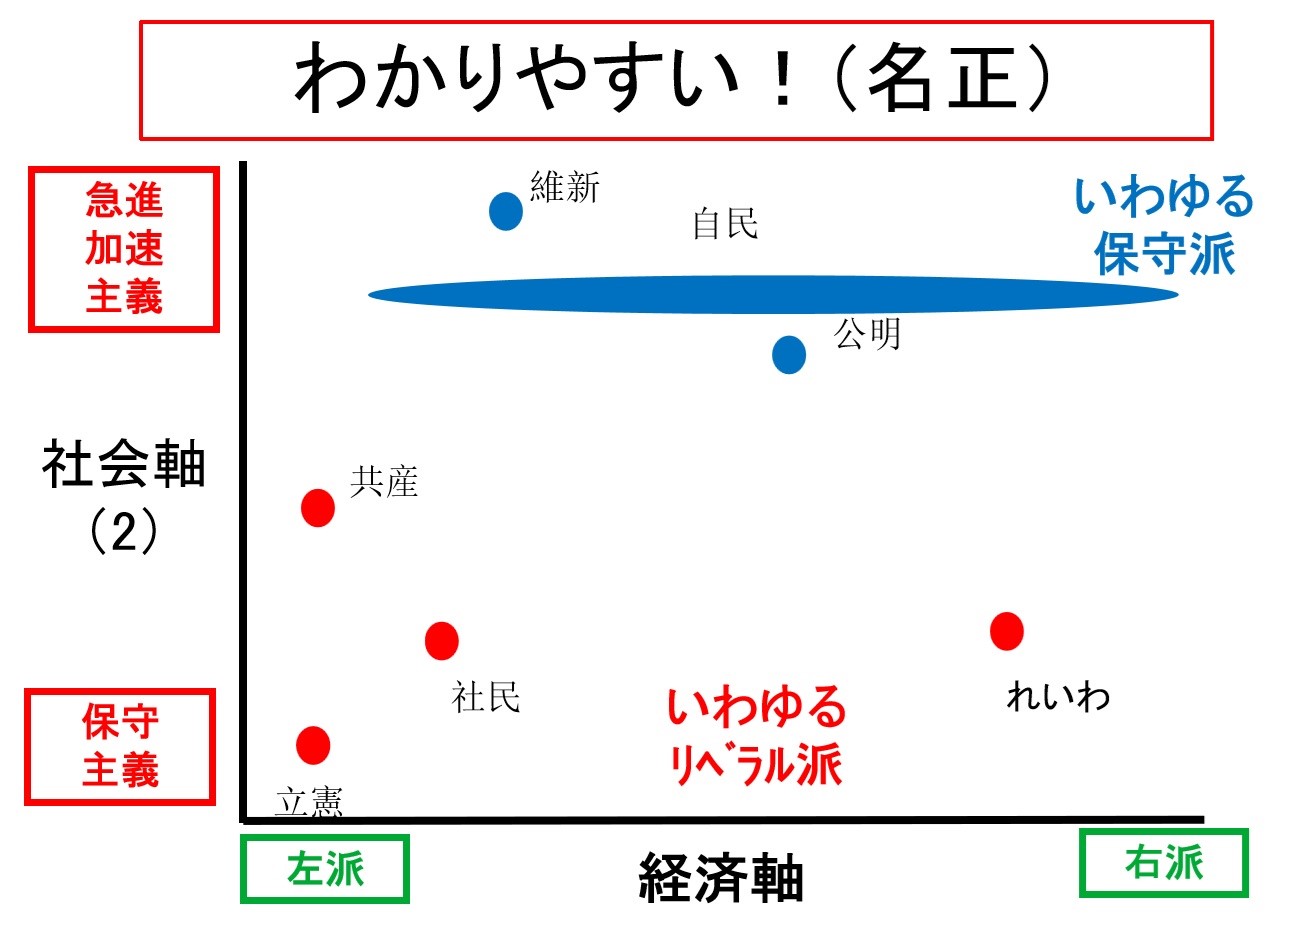 わかりやすい！（名正）
急進
加速
主義
維新
自民
いわゆる
保守派
公明
社会軸
（2）
共産
社民
れいわ
いわゆる
ﾘﾍﾞﾗﾙ派
保守
主義
立憲
左派
経済軸
右派